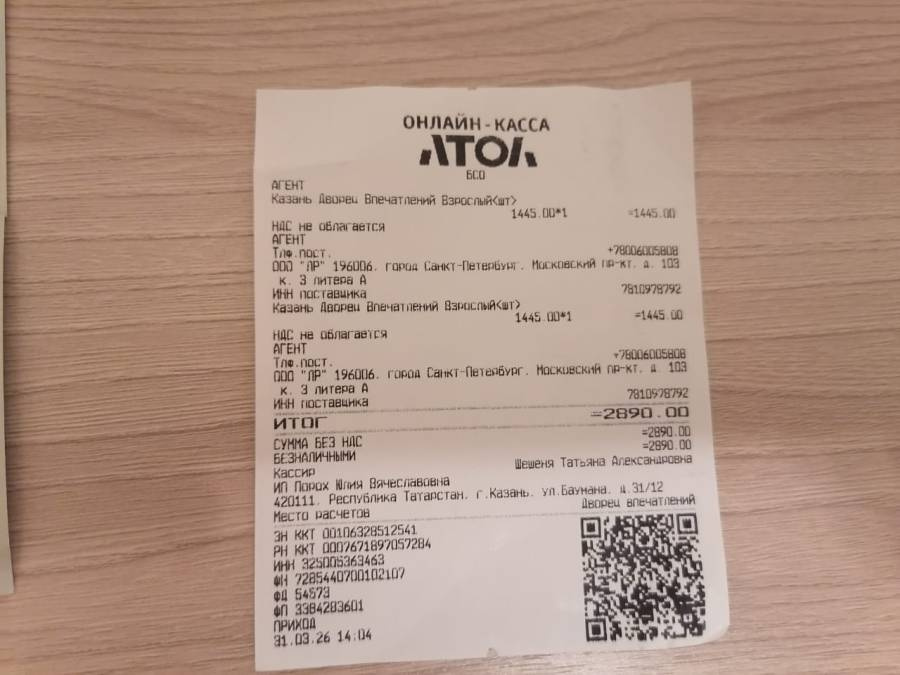 ОНЛАЙН-КАССА
АТОЛ
БСО
АГЕНТ
Казань Дворец Впечатлений Взрослый<шт>
1445.00*1 =1445.00
НДС не облагается
АГЕНТ
Тлф.пост. +78006005808
ООО "ЛР" 196006, город Санкт-Петербург, Московский пр-кт, д. 103
к. 3 литера А
ИНН поставщика 7810978792
Казань Дворец Впечатлений Взрослый<шт>
1445.00*1 =1445.00
НДС не облагается
АГЕНТ
Тлф.пост. +78006005808
ООО "ЛР" 196006, город Санкт-Петербург, Московский пр-кт, д. 103
к. 3 литера А
ИНН поставщика 7810978792
ИТОГ =2890.00
СУММА БЕЗ НДС =2890.00
БЕЗНАЛИЧНЫМИ =2890.00
Кассир Шешеня Татьяна Александровна
ИП Порох Юлия Вячеславовна
420111, Республика Татарстан, г.Казань, ул.Баумана, д.31/12
Место расчетов Дворец впечатлений
ЗН ККТ 00106328512541
РН ККТ 0007671897057284
ИНН 325005363463
ФН 7285440700102107
ФД 54573
ФП 3384283601
ПРИХОД
31.03.26 14:04